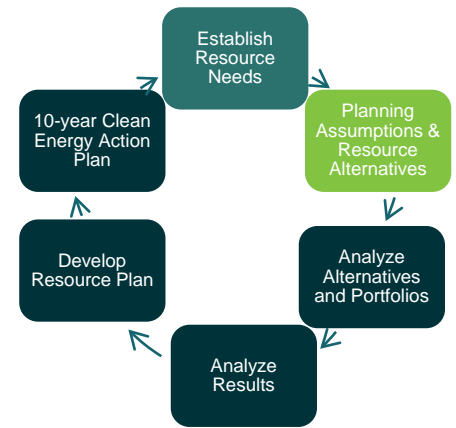 Establish
Resource
Needs
Planning
Assumptions &
Resource
Alternatives
Analyze
Alternatives
and Portfolios
Analyze
Results
Develop
Resource Plan
10-year Clean
Energy Action
Plan